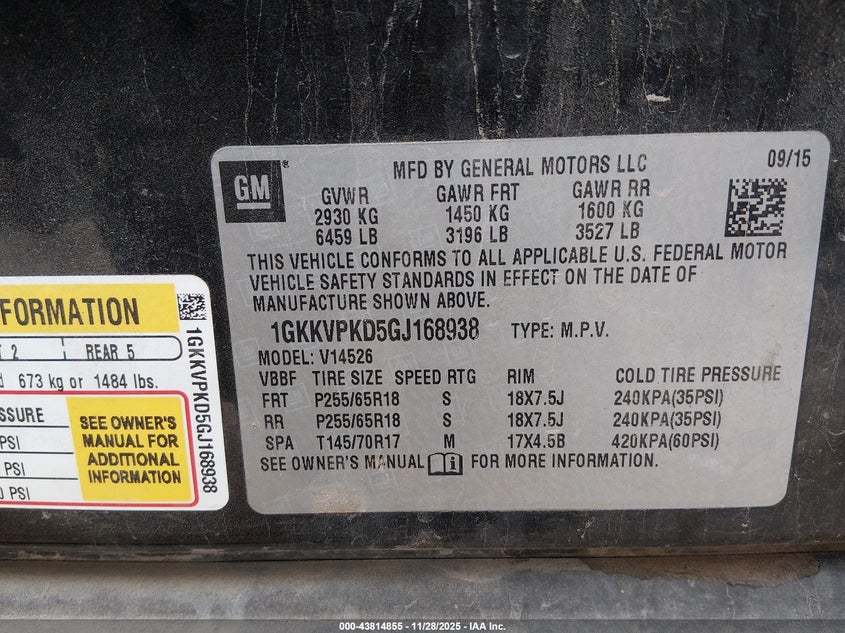 GM
®
MFD BY GENERAL MOTORS LLC
09/15
GVWR GAWR FRT GAWR RR
2930 KG 1450 KG 1600 KG
6459 LB 3196 LB 3527 LB
THIS VEHICLE CONFORMS TO ALL APPLICABLE U.S. FEDERAL MOTOR
VEHICLE SAFETY STANDARDS IN EFFECT ON THE DATE OF
MANUFACTURE SHOWN ABOVE.
1GKKVPKD5GJ168938 TYPE: M.P.V.
MODEL: V14526
VBBF TIRE SIZE SPEED RTG RIM COLD TIRE PRESSURE
FRT P255/65R18 S 18X7.5J 240KPA(35PSI)
RR P255/65R18 S 18X7.5J 240KPA(35PSI)
SPA T145/70R17 M 17X4.5B 420KPA(60PSI)
SEE OWNER'S MANUAL FOR MORE INFORMATION.
FORMATION
2 REAR 5
673 kg or 1484 lbs.
SSURE
PSI
PSI
0 PSI
SEE OWNER'S
MANUAL FOR
ADDITIONAL
INFORMATION
1GKKVPKD5GJ168938
000-43814855 - 11/28/2025 - IAA Inc.